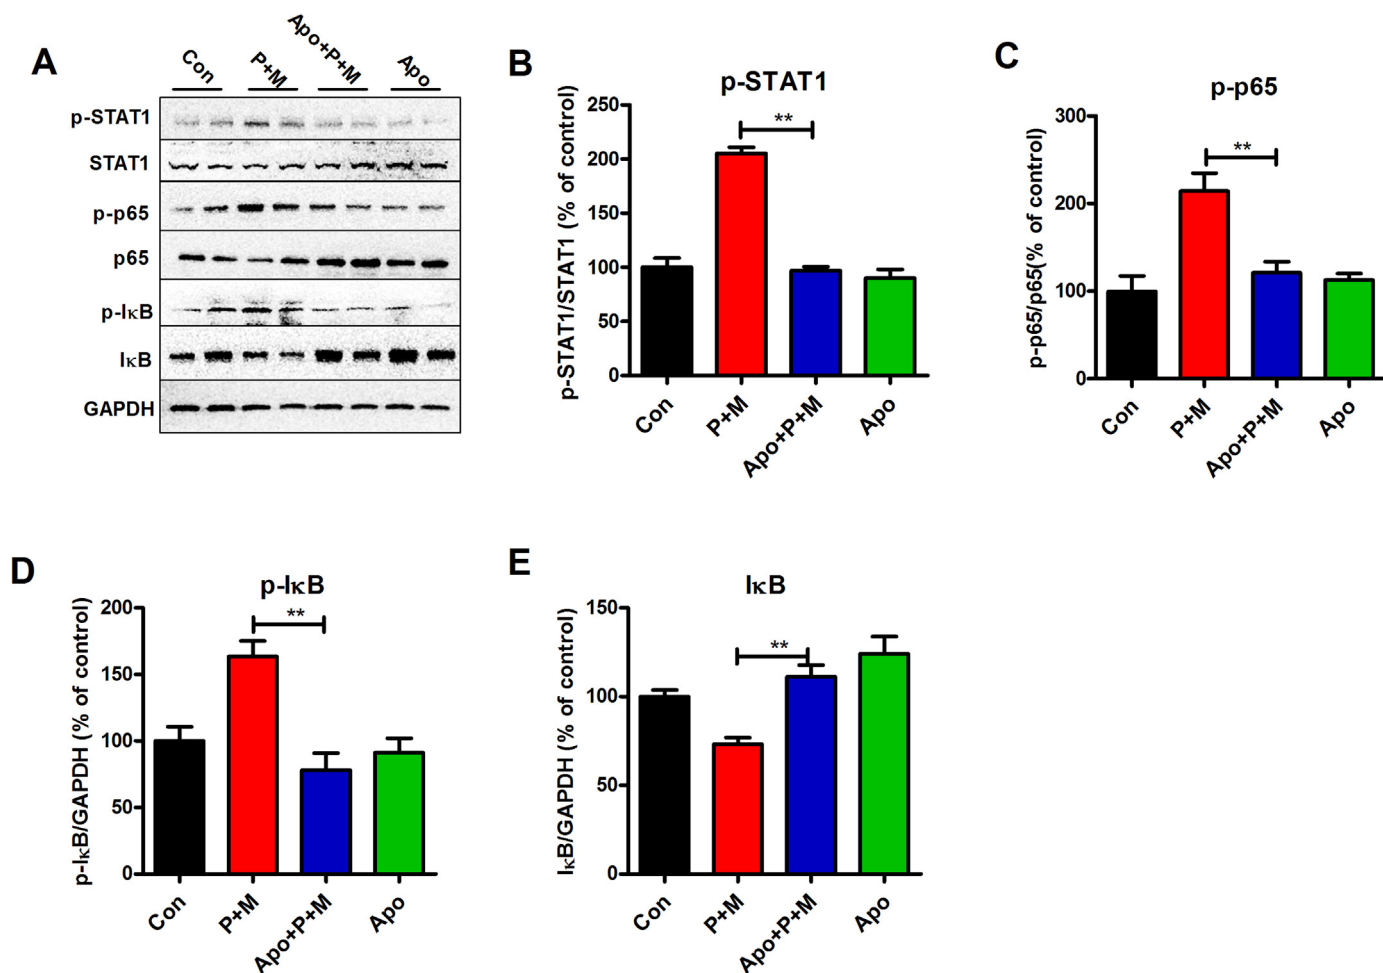 A
Con
P+M
Apo+P+M
Apo
p-STAT1
STAT1
p-p65
p65
p-IκB
IκB
GAPDH
B
p-STAT1
p-STAT1/STAT1 (% of control)
250
200
150
100
50
0
**
Con
P+M
Apo+P+M
Apo
C
p-p65
p-p65/p65(% of control)
300
200
100
0
**
Con
P+M
Apo+P+M
Apo
D
p-IκB
p-IκB/GAPDH (% of control)
200
150
100
50
0
**
Con
P+M
Apo+P+M
Apo
E
IκB
IκB/GAPDH (% of control)
150
100
50
0
**
Con
P+M
Apo+P+M
Apo